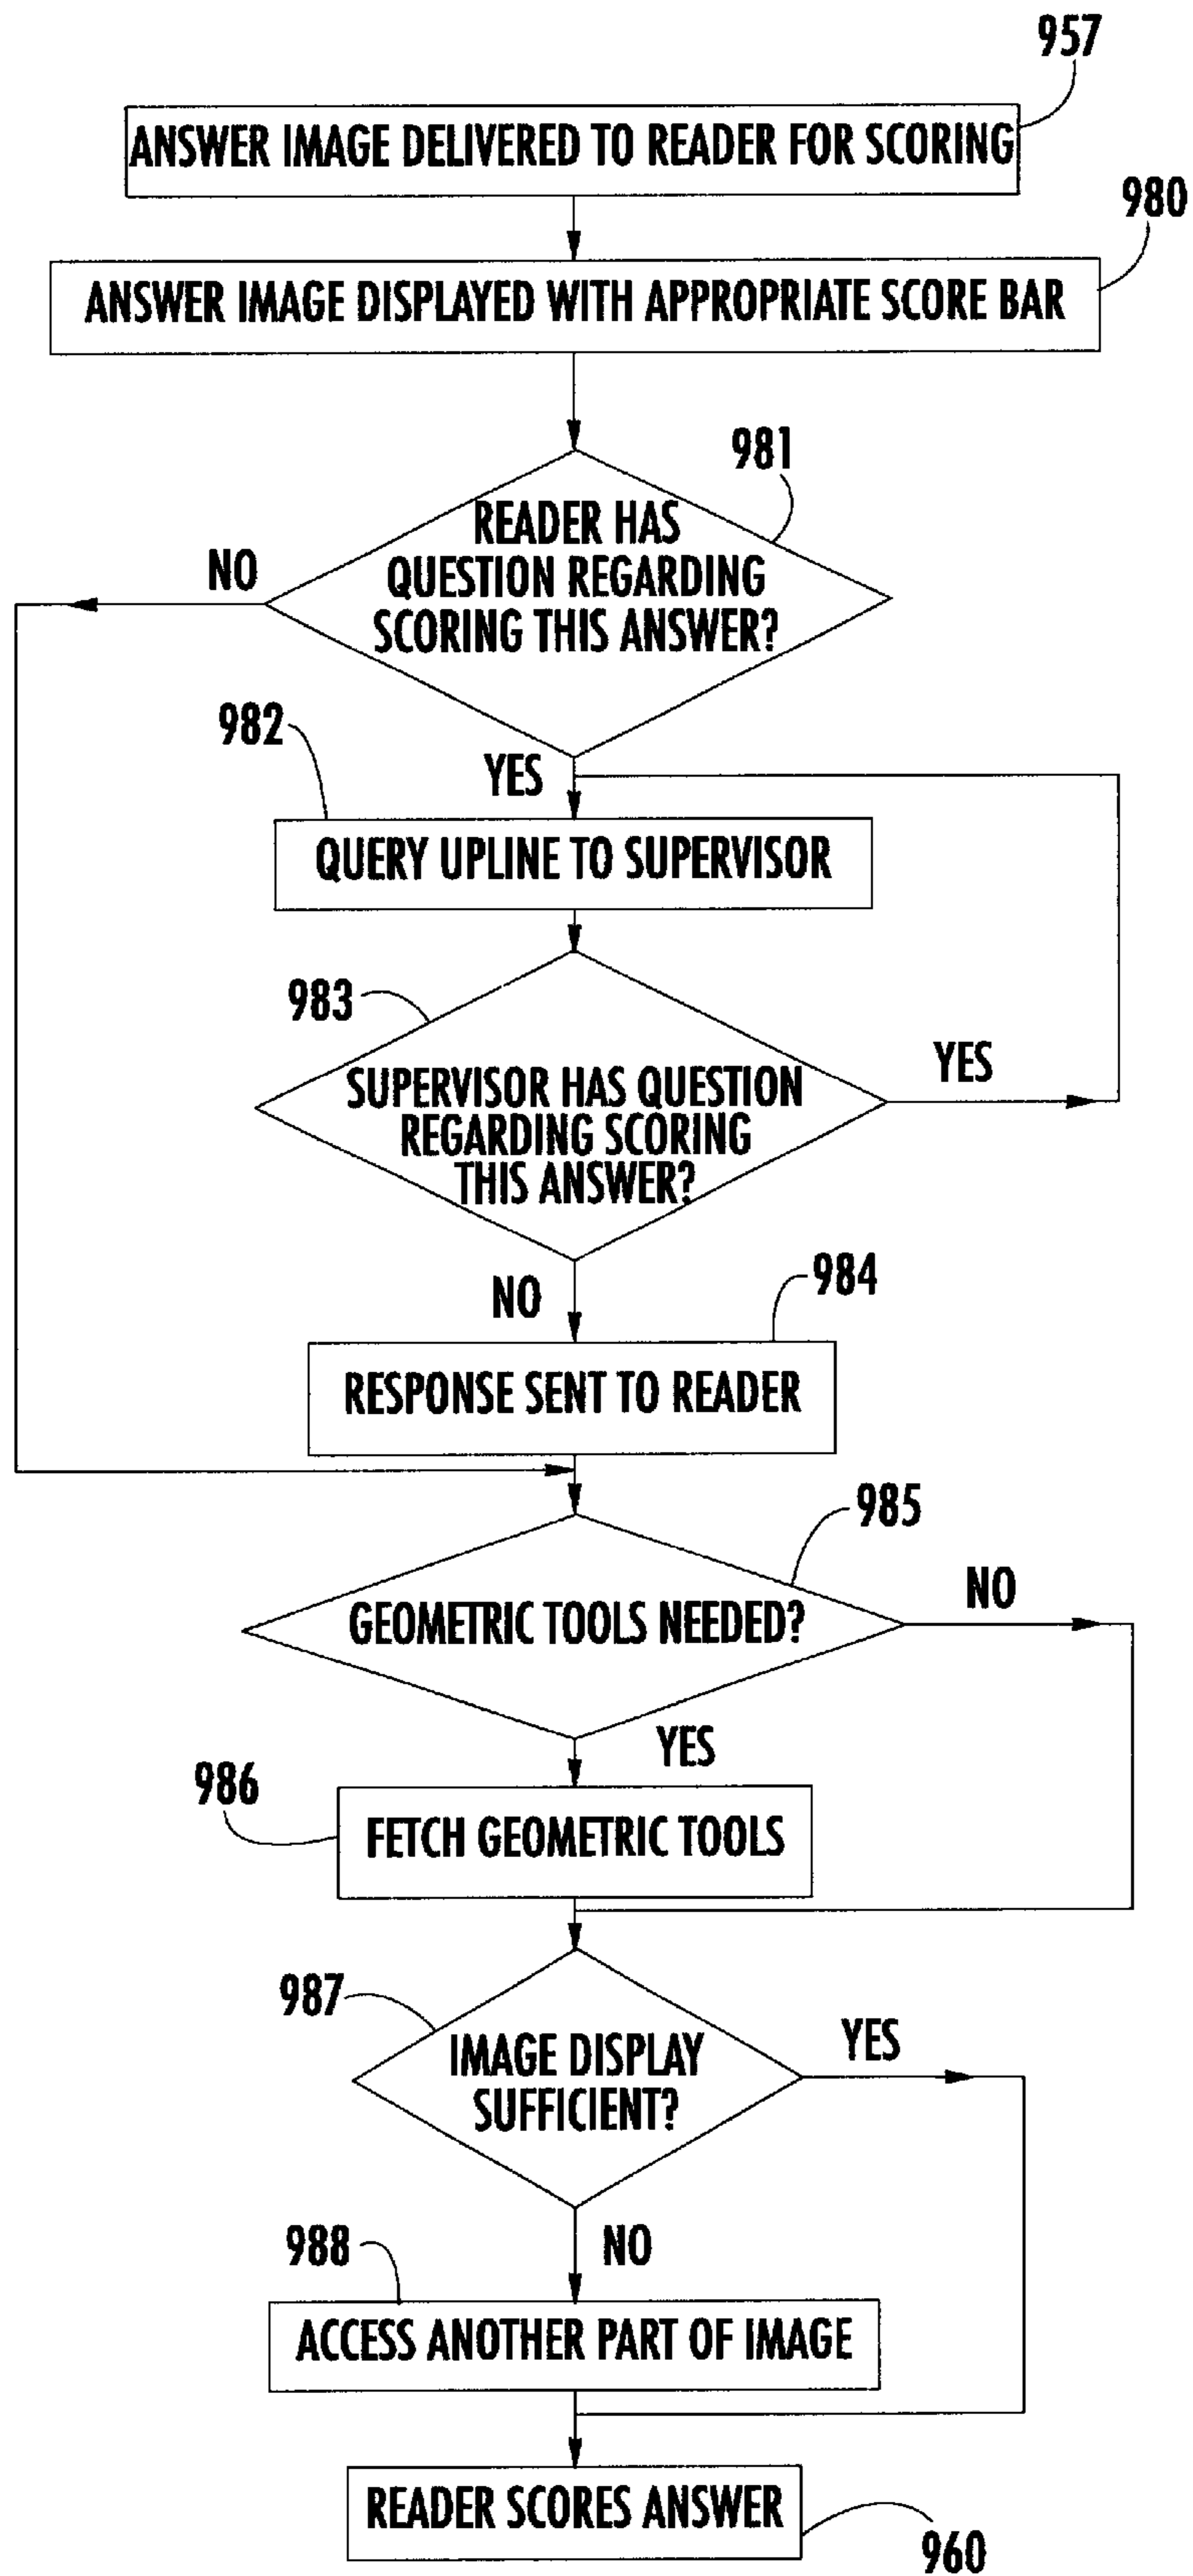 957
ANSWER IMAGE DELIVERED TO READER FOR SCORING
980
ANSWER IMAGE DISPLAYED WITH APPROPRIATE SCORE BAR
981
READER HAS
QUESTION REGARDING
SCORING THIS ANSWER?
NO
982
YES
QUERY UPLINE TO SUPERVISOR
983
SUPERVISOR HAS QUESTION
REGARDING SCORING
THIS ANSWER?
YES
NO
984
RESPONSE SENT TO READER
985
GEOMETRIC TOOLS NEEDED?
NO
YES
986
FETCH GEOMETRIC TOOLS
987
IMAGE DISPLAY
SUFFICIENT?
YES
988
NO
ACCESS ANOTHER PART OF IMAGE
READER SCORES ANSWER
960